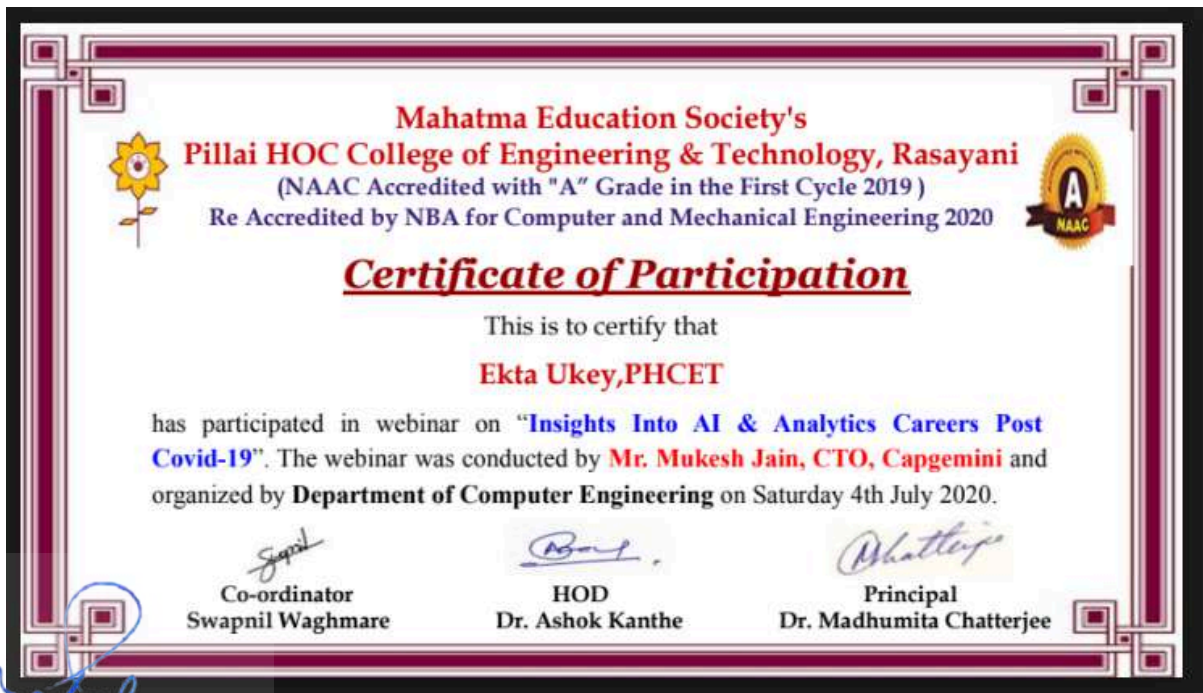 Mahatma Education Society's
Pillai HOC College of Engineering & Technology, Rasayani
(NAAC Accredited with "A" Grade in the First Cycle 2019 )
Re Accredited by NBA for Computer and Mechanical Engineering 2020
A
NAAC
Certificate of Participation
This is to certify that
Ekta Ukey,PHCET
has participated in webinar on “Insights Into AI & Analytics Careers Post
Covid-19”. The webinar was conducted by Mr. Mukesh Jain, CTO, Capgemini and
organized by Department of Computer Engineering on Saturday 4th July 2020.
Co-ordinator
Swapnil Waghmare
HOD
Dr. Ashok Kanthe
Principal
Dr. Madhumita Chatterjee